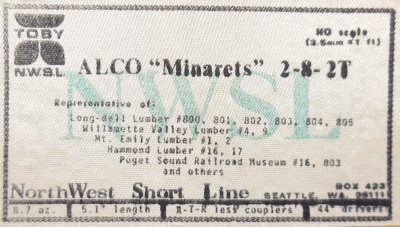 TOBY
NWSL
HO scale
(3.5mm = 1 ft)
ALCO "Minarets" 2-8-2T
NWSL
Representative of:
Long-Bell Lumber #800, 801, 802, 803, 804, 805
Willamette Valley Lumber #4, 9
Mt. Emily Lumber #1, 2
Hammond Lumber #16, 17
Puget Sound Railroad Museum #16, 803
and others
NorthWest Short Line
BOX 423
SEATTLE, WA. 98111
8.7 oz.
5.1" length
R-T-R less couplers
44" drivers